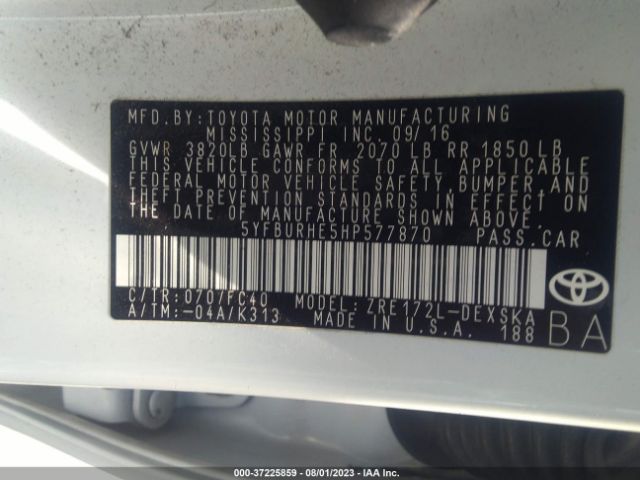 MFD.BY:TOYOTA MOTOR MANUFACTURING
MISSISSIPPI INC. 09/16
GVWR 3820LB GAWR FR 2070 LB RR 1850 LB
THIS VEHICLE CONFORMS TO ALL APPLICABLE
FEDERAL MOTOR VEHICLE SAFETY, BUMPER, AND
THEFT PREVENTION STANDARDS IN EFFECT ON
THE DATE OF MANUFACTURE SHOWN ABOVE.
5YFBURHE5HP577870 PASS.CAR
C/TR:0707/FC40 MODEL: ZRE172L-DEXSKA
A/TM:-04A/K313 MADE IN U.S.A. 188
BA
000-37225859 - 08/01/2023 - IAA Inc.